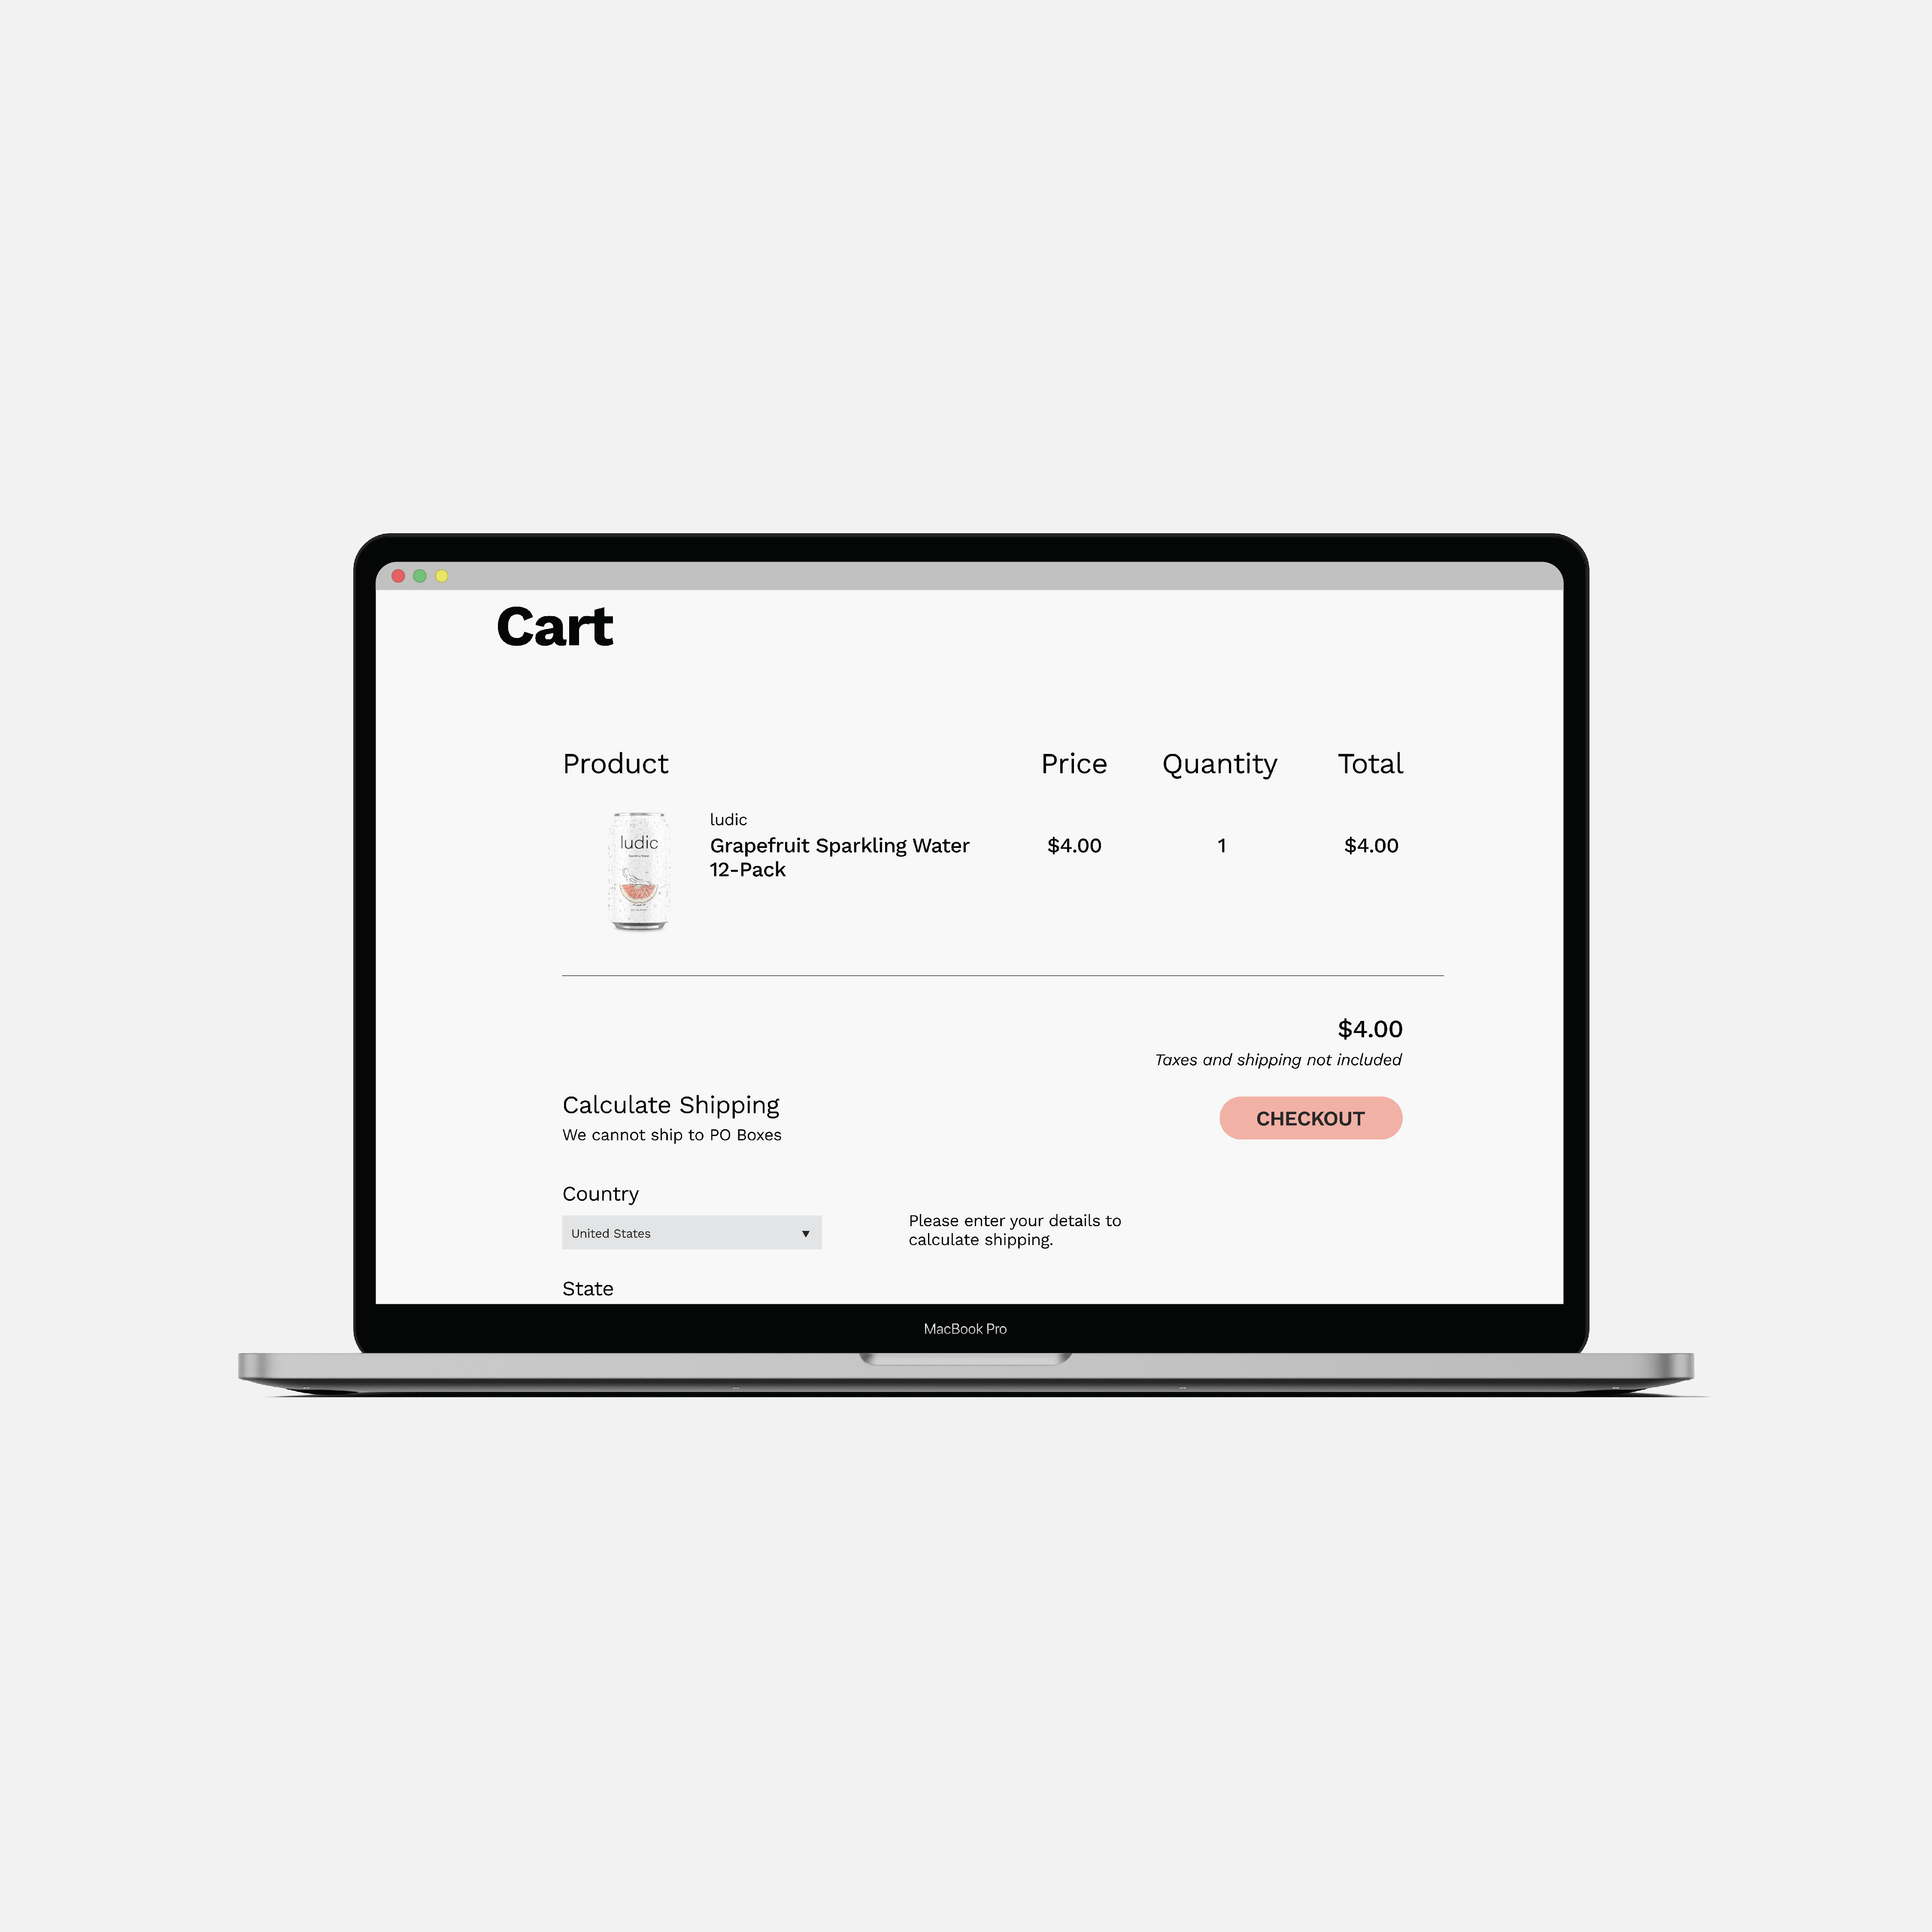 Cart
Product Price Quantity Total
ludic
Grapefruit Sparkling Water
12-Pack
$4.00 1 $4.00
ludic
$4.00
Taxes and shipping not included
Calculate Shipping
We cannot ship to PO Boxes
CHECKOUT
Country
United States
Please enter your details to
calculate shipping.
State
MacBook Pro